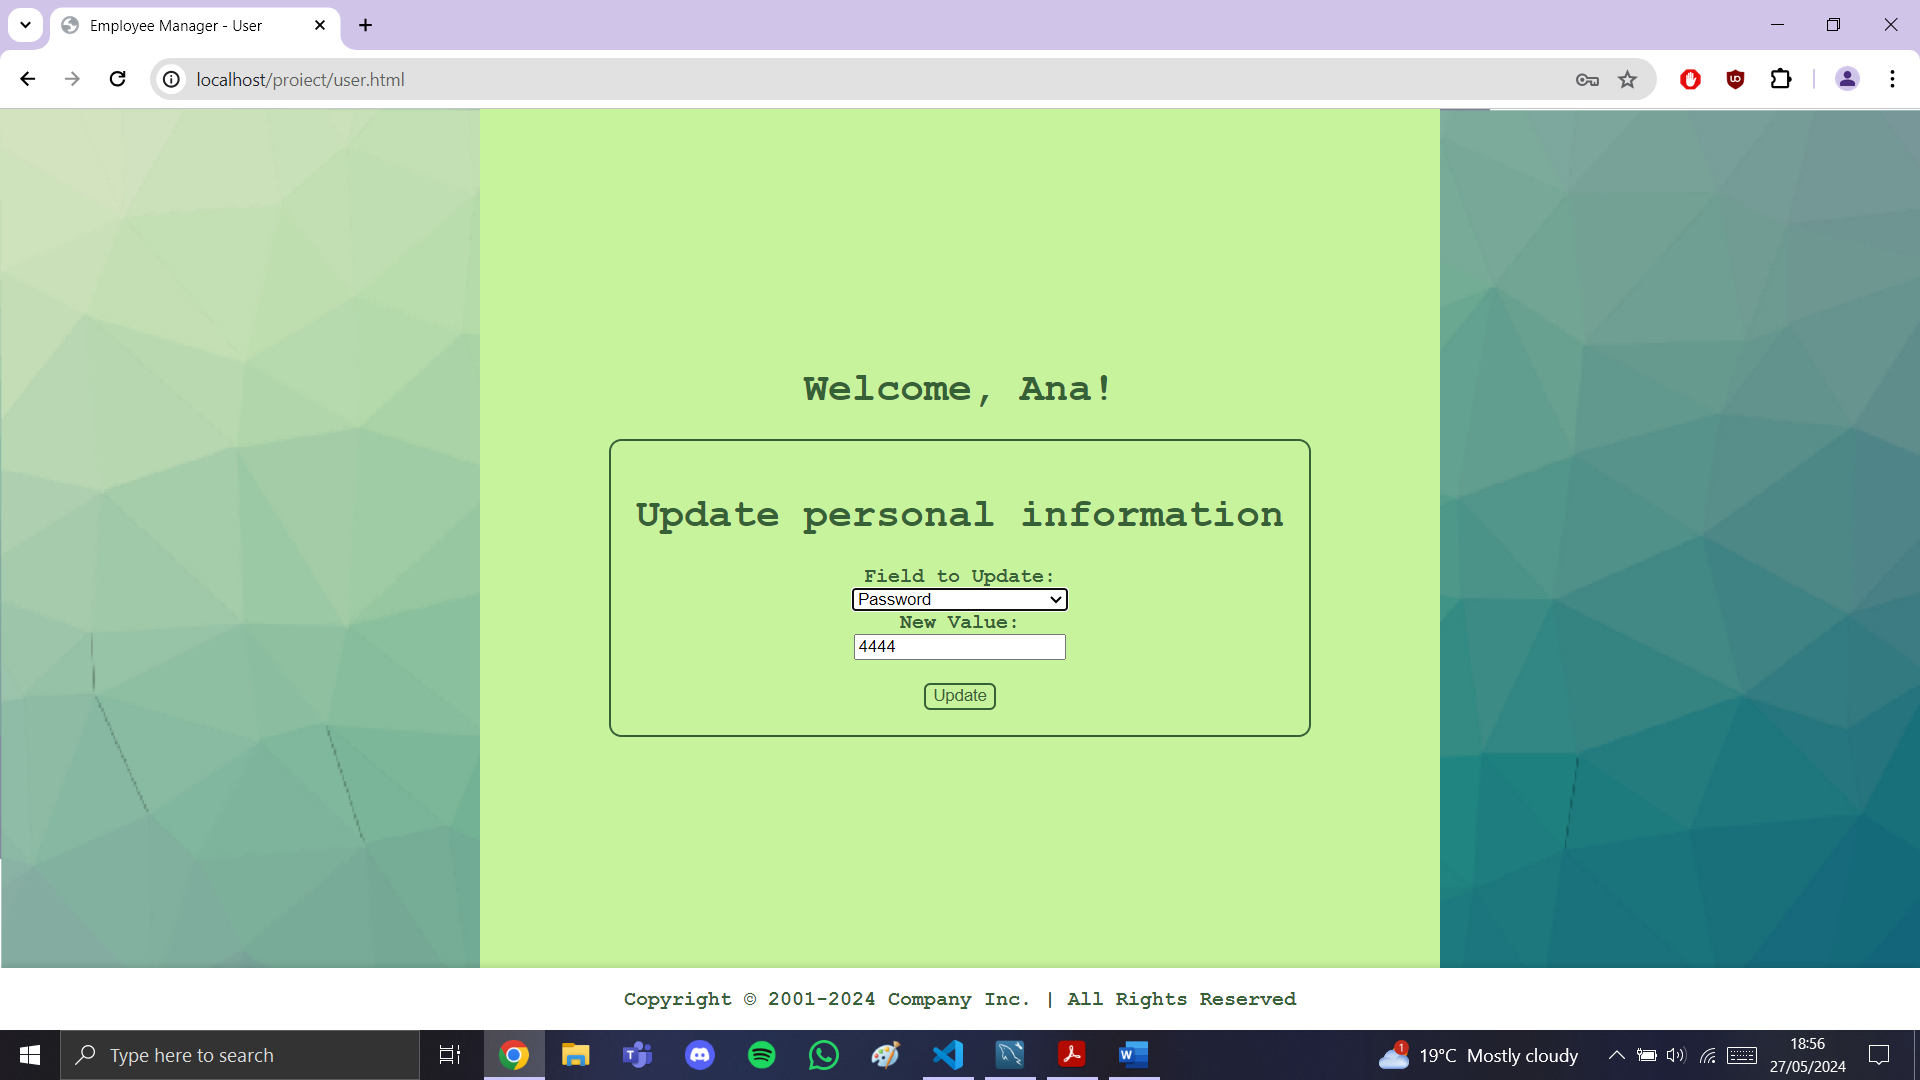 Employee Manager - User
localhost/proiect/user.html
Welcome, Ana!
Update personal information
Field to Update:
Password
New Value:
4444
Update
Copyright © 2001-2024 Company Inc. | All Rights Reserved
Type here to search
1
19°C Mostly cloudy
18:56
27/05/2024